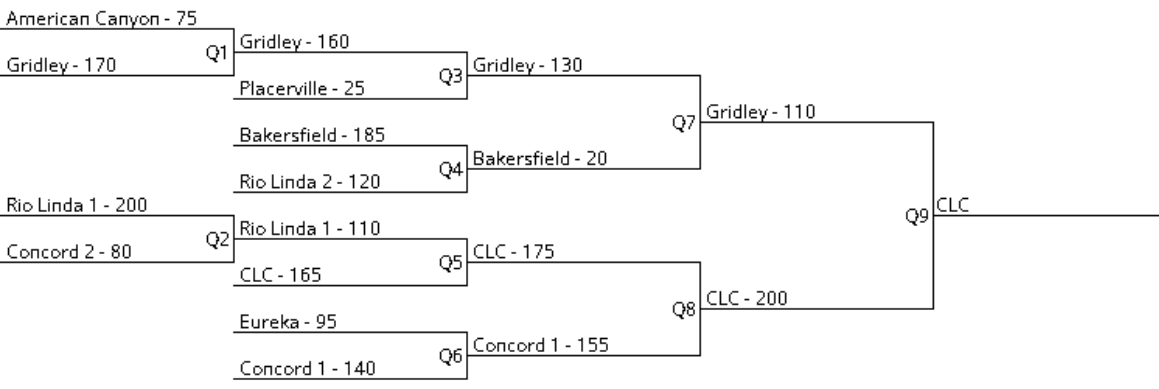 American Canyon - 75
Q1
Gridley - 170
Gridley - 160
Q3
Placerville - 25
Gridley - 130
Q7
Bakersfield - 185
Q4
Rio Linda 2 - 120
Bakersfield - 20
Gridley - 110
Q9
CLC
Rio Linda 1 - 200
Q2
Concord 2 - 80
Rio Linda 1 - 110
Q5
CLC - 165
CLC - 175
Q8
CLC - 200
Eureka - 95
Q6
Concord 1 - 140
Concord 1 - 155